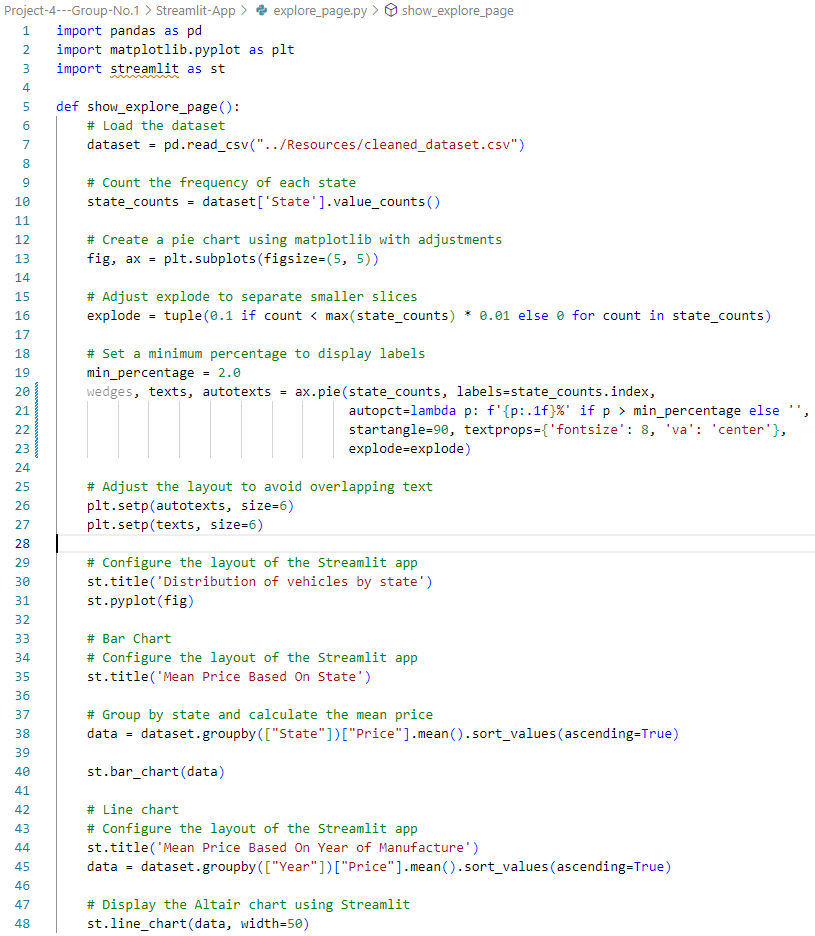 Project-4---Group-No.1 > Streamlit-App > explore_page.py > show_explore_page
1 import pandas as pd
2 import matplotlib.pyplot as plt
3 import streamlit as st
4
5 def show_explore_page():
6     # Load the dataset
7     dataset = pd.read_csv("../Resources/cleaned_dataset.csv")
8
9     # Count the frequency of each state
10     state_counts = dataset['State'].value_counts()
11
12     # Create a pie chart using matplotlib with adjustments
13     fig, ax = plt.subplots(figsize=(5, 5))
14
15     # Adjust explode to separate smaller slices
16     explode = tuple(0.1 if count < max(state_counts) * 0.01 else 0 for count in state_counts)
17
18     # Set a minimum percentage to display labels
19     min_percentage = 2.0
20     wedges, texts, autotexts = ax.pie(state_counts, labels=state_counts.index,
21                                       autopct=lambda p: f'{p:.1f}%' if p > min_percentage else '',
22                                       startangle=90, textprops={'fontsize': 8, 'va': 'center'},
23                                       explode=explode)
24
25     # Adjust the layout to avoid overlapping text
26     plt.setp(autotexts, size=6)
27     plt.setp(texts, size=6)
28
29     # Configure the layout of the Streamlit app
30     st.title('Distribution of vehicles by state')
31     st.pyplot(fig)
32
33     # Bar Chart
34     # Configure the layout of the Streamlit app
35     st.title('Mean Price Based On State')
36
37     # Group by state and calculate the mean price
38     data = dataset.groupby(["State"])["Price"].mean().sort_values(ascending=True)
39
40     st.bar_chart(data)
41
42     # Line chart
43     # Configure the layout of the Streamlit app
44     st.title('Mean Price Based On Year of Manufacture')
45     data = dataset.groupby(["Year"])["Price"].mean().sort_values(ascending=True)
46
47     # Display the Altair chart using Streamlit
48     st.line_chart(data, width=50)